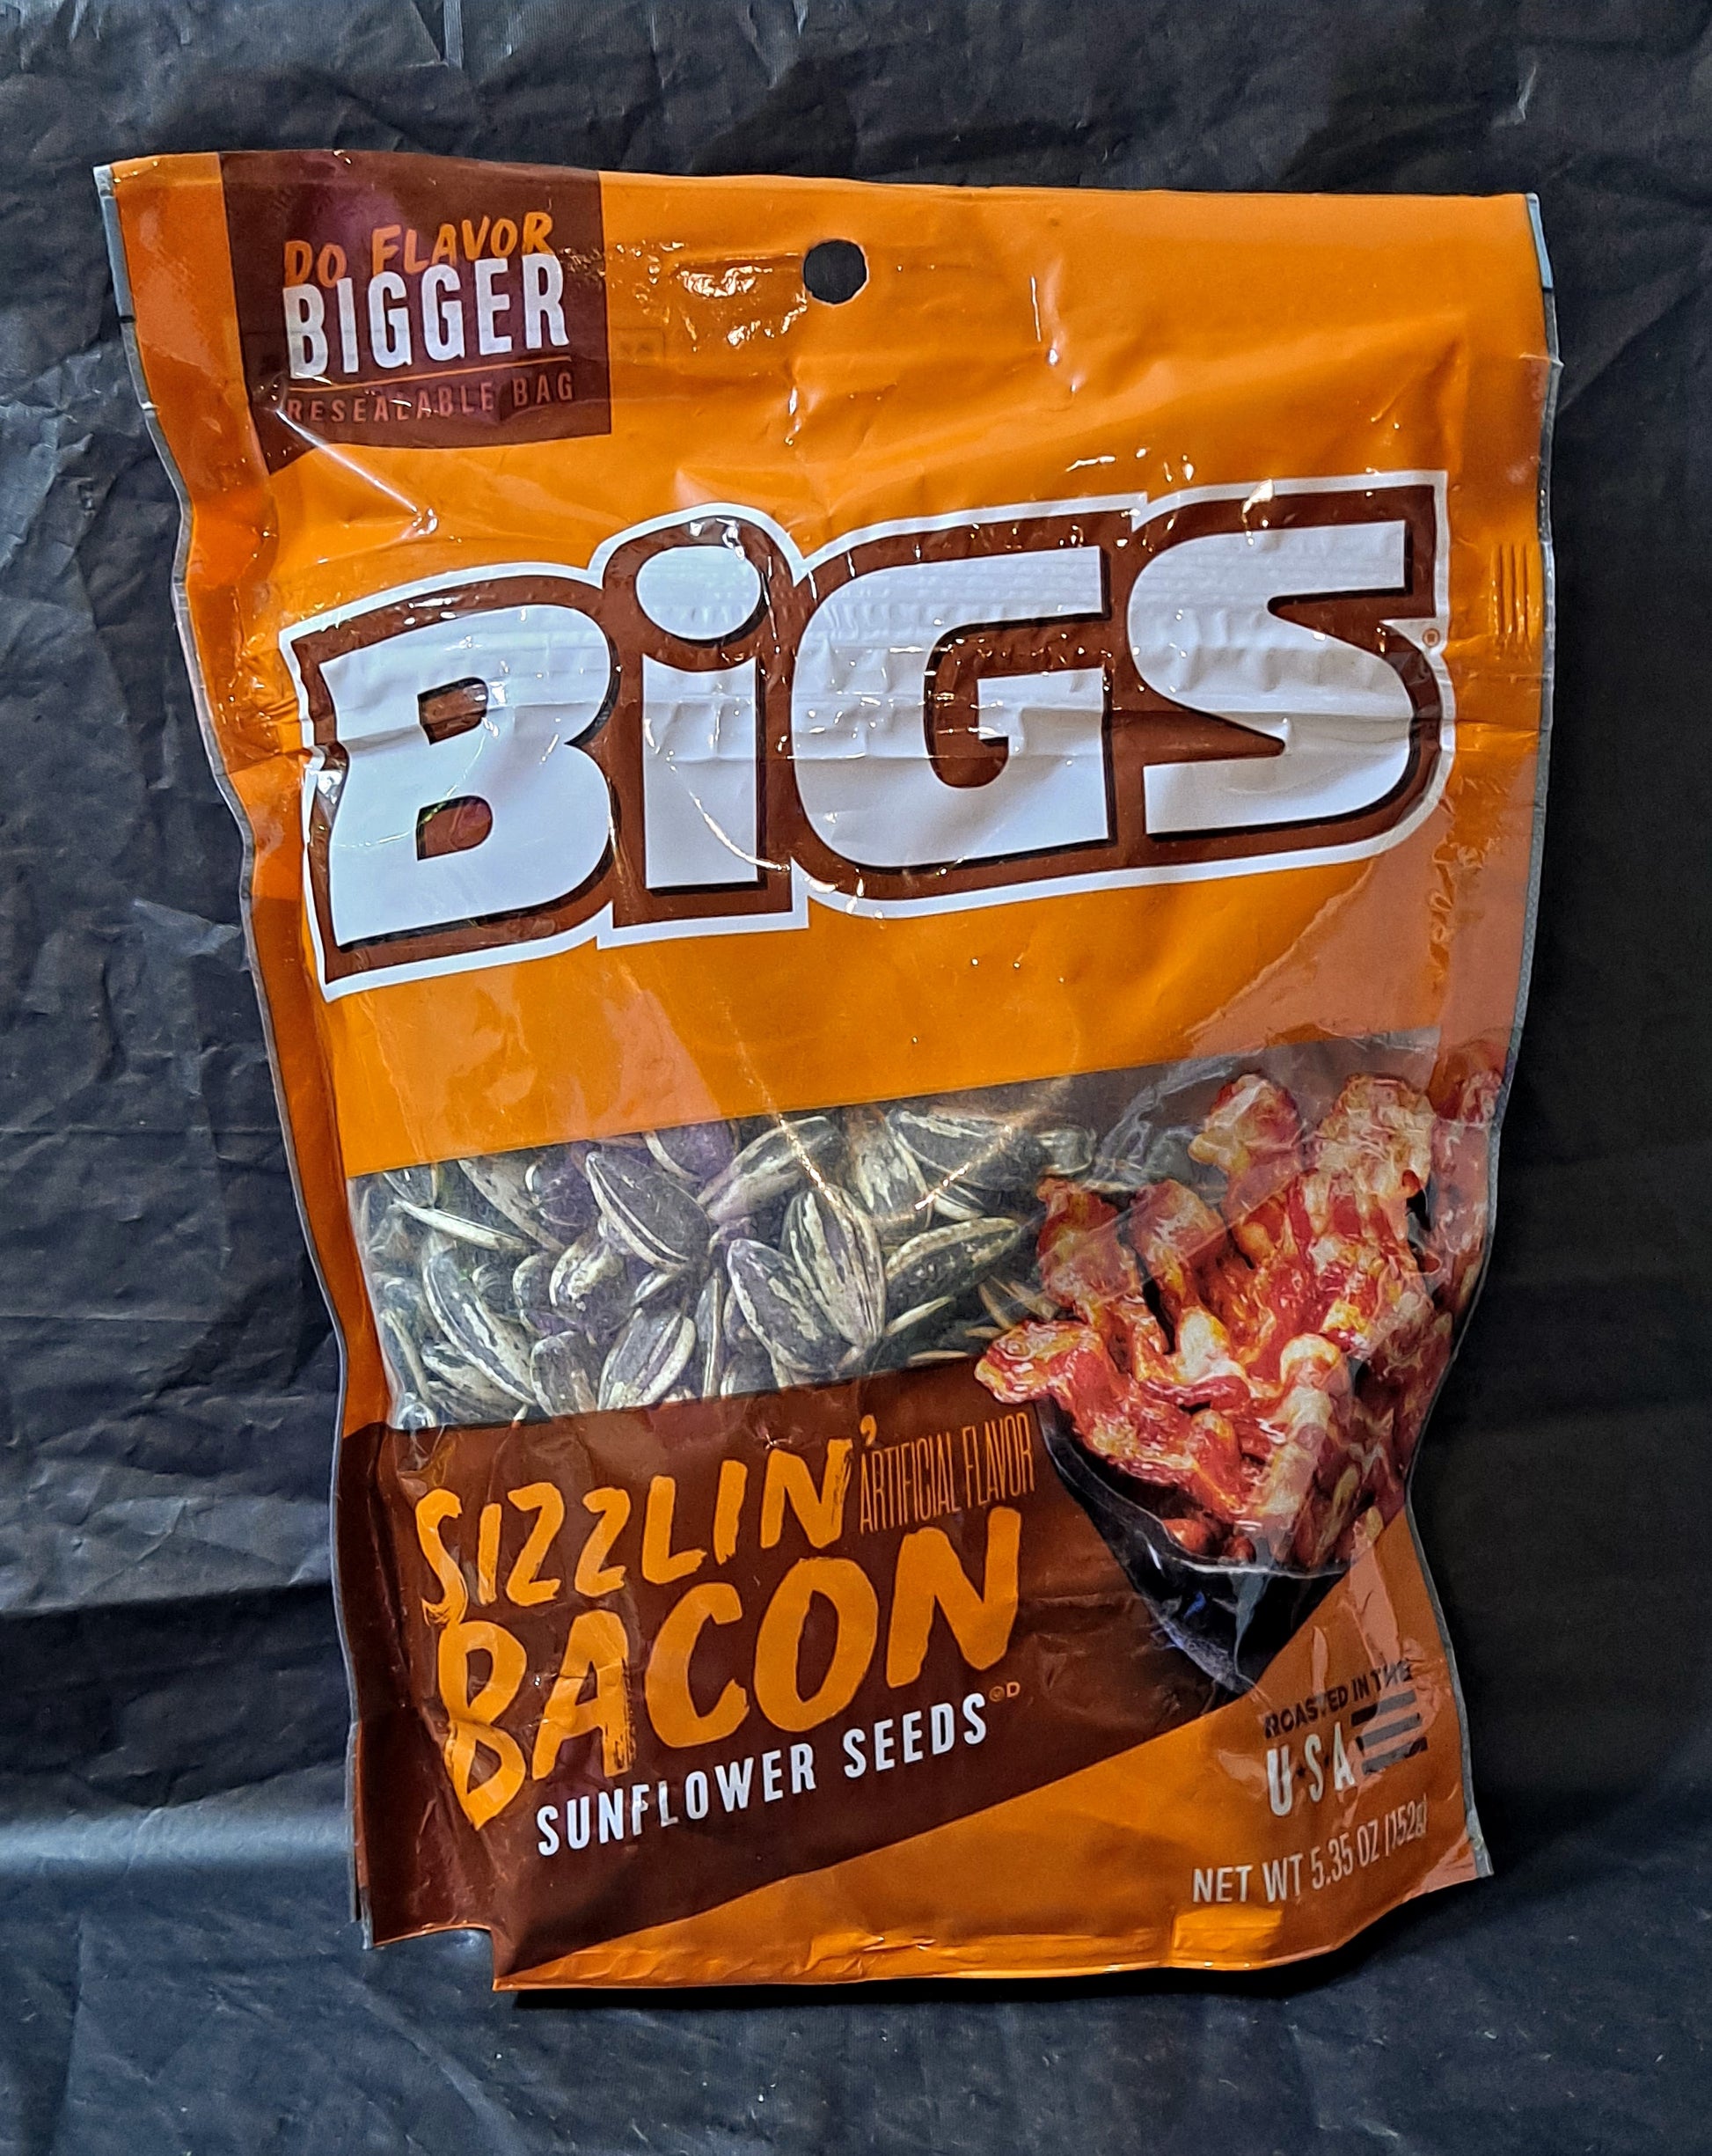 DO FLAVOR
BIGGER
RESEALABLE BAG
BiGS®
SIZZLIN'
ARTIFICIAL FLAVOR
BACON
SUNFLOWER SEEDS ⓊD
ROASTED IN THE
U·S·A
NET WT 5.35 OZ (152g)